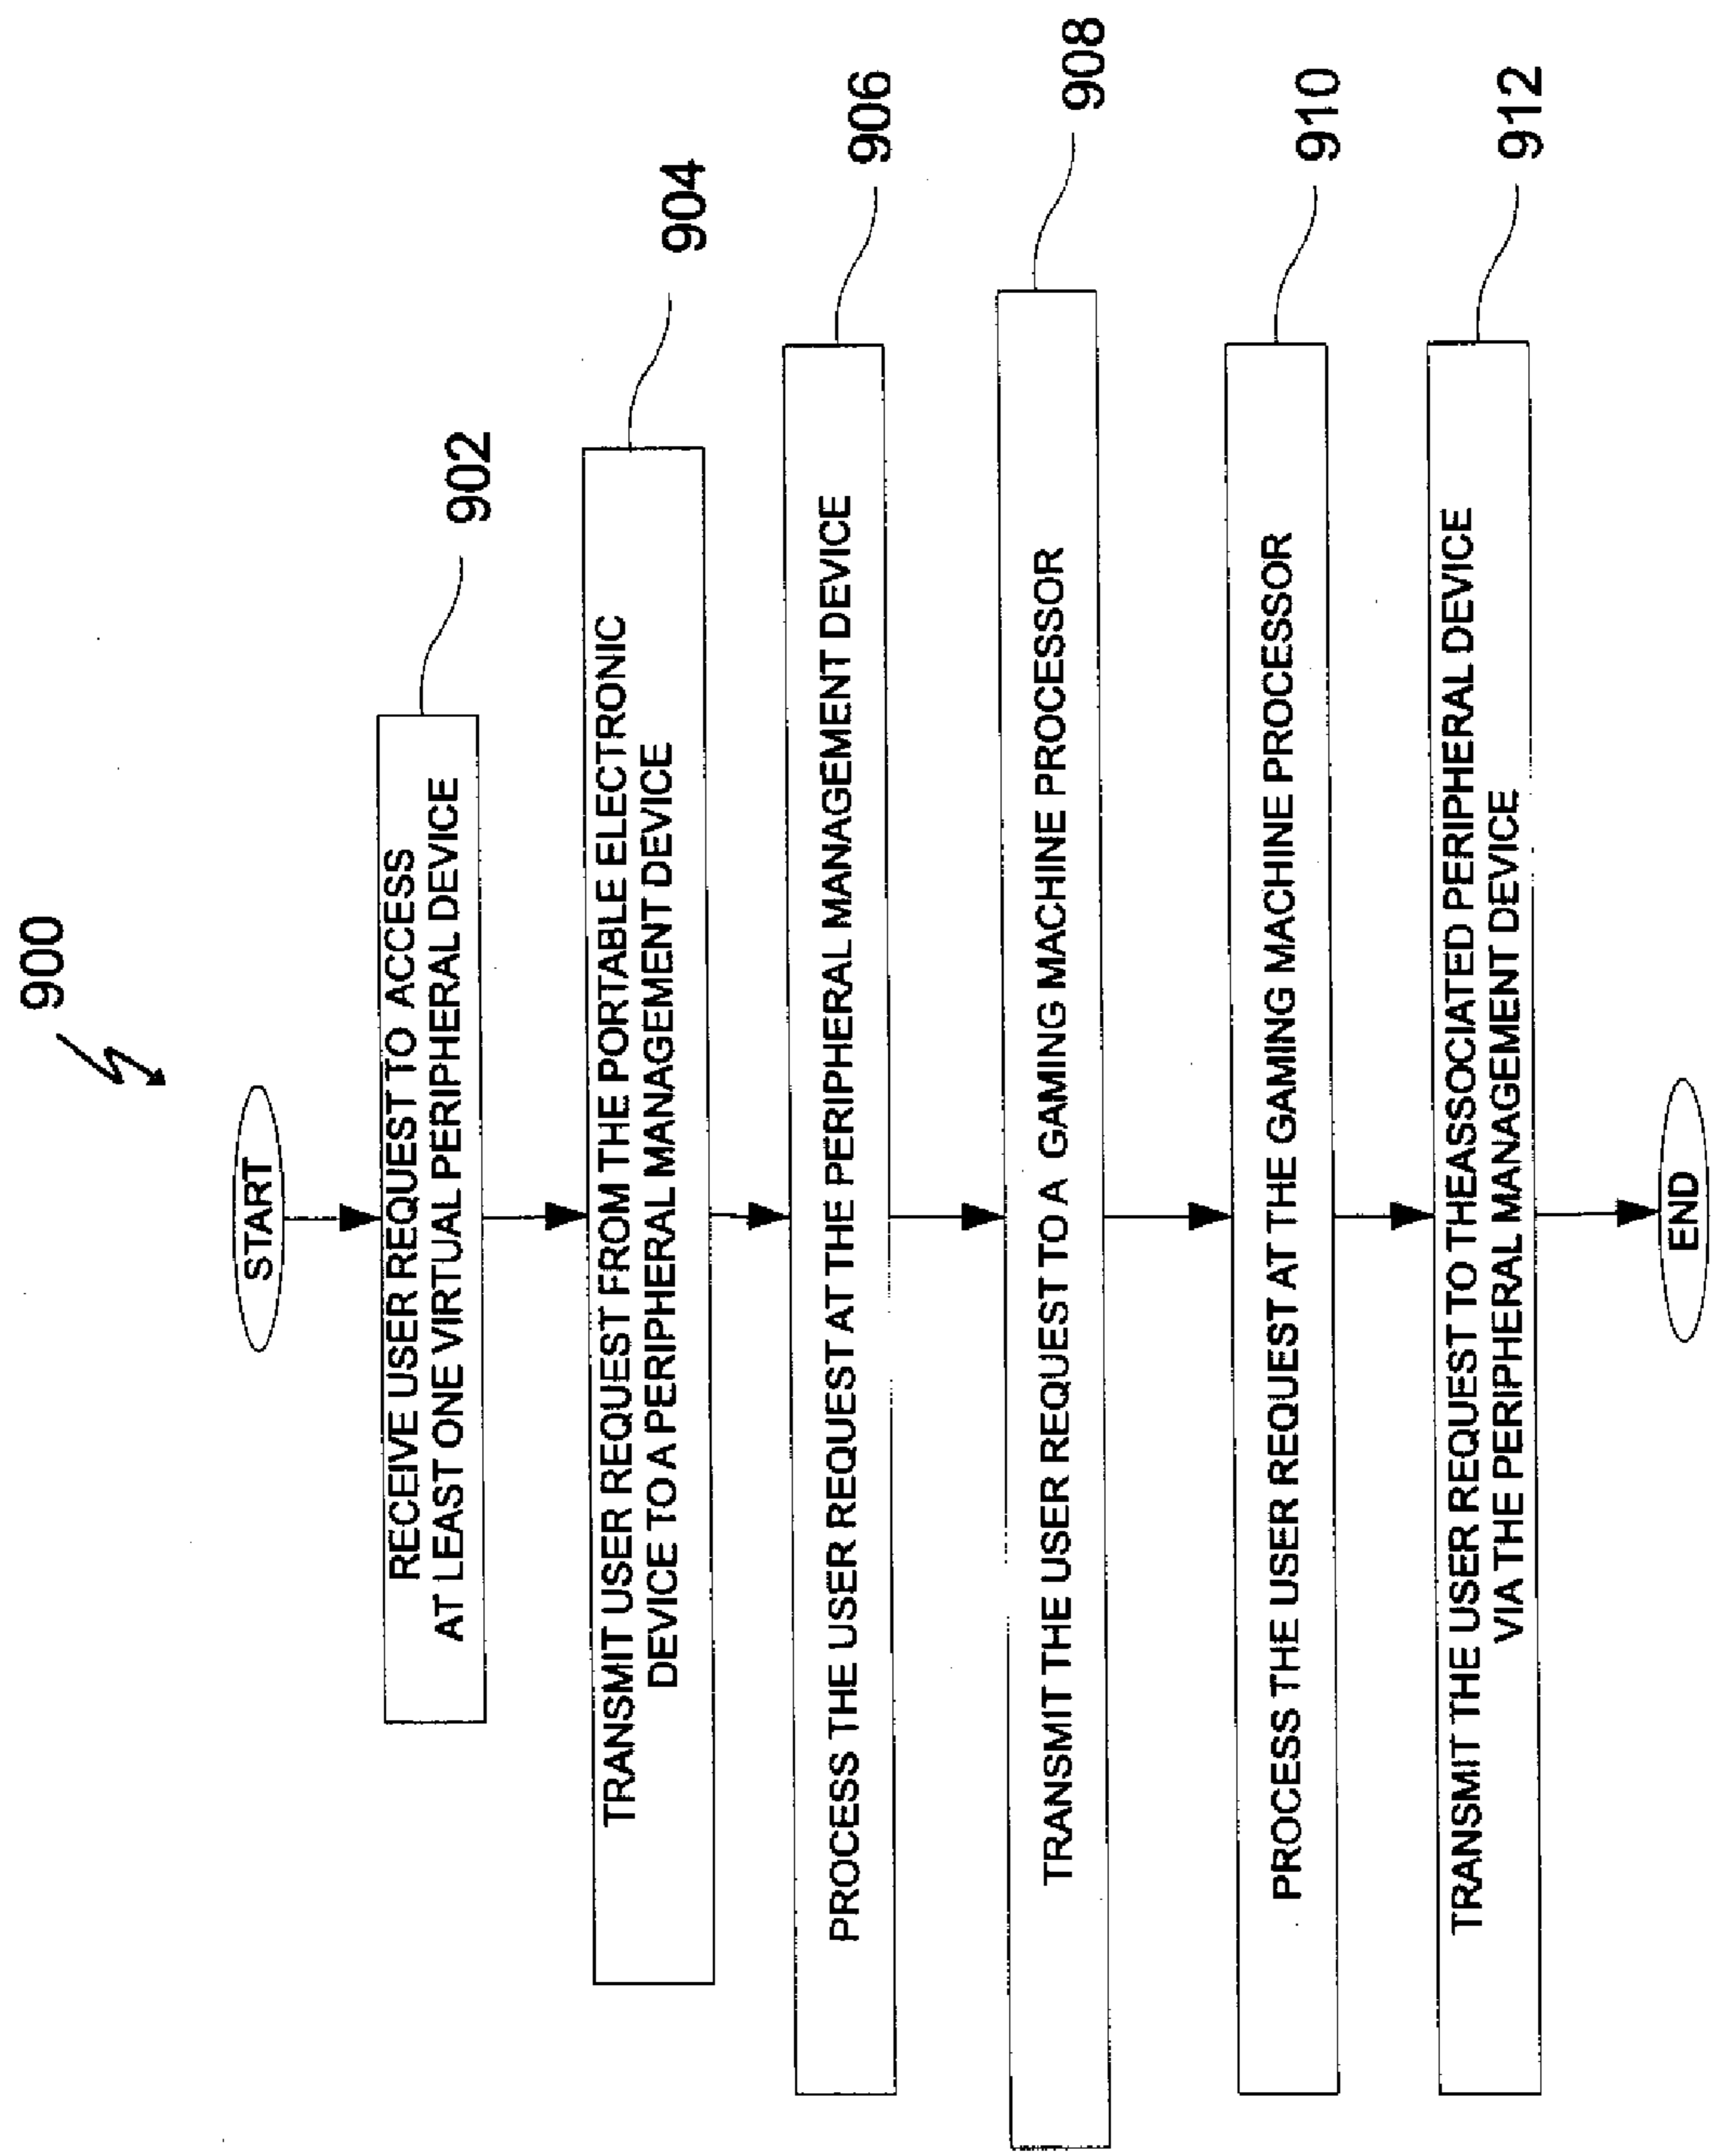 900
START
RECEIVE USER REQUEST TO ACCESS
AT LEAST ONE VIRTUAL PERIPHERAL DEVICE
902
TRANSMIT USER REQUEST FROM THE PORTABLE ELECTRONIC
DEVICE TO A PERIPHERAL MANAGEMENT DEVICE
904
PROCESS THE USER REQUEST AT THE PERIPHERAL MANAGEMENT DEVICE
906
TRANSMIT THE USER REQUEST TO A GAMING MACHINE PROCESSOR
908
PROCESS THE USER REQUEST AT THE GAMING MACHINE PROCESSOR
910
TRANSMIT THE USER REQUEST TO THEASSOCIATED PERIPHERAL DEVICE
VIA THE PERIPHERAL MANAGEMENT DEVICE
912
END